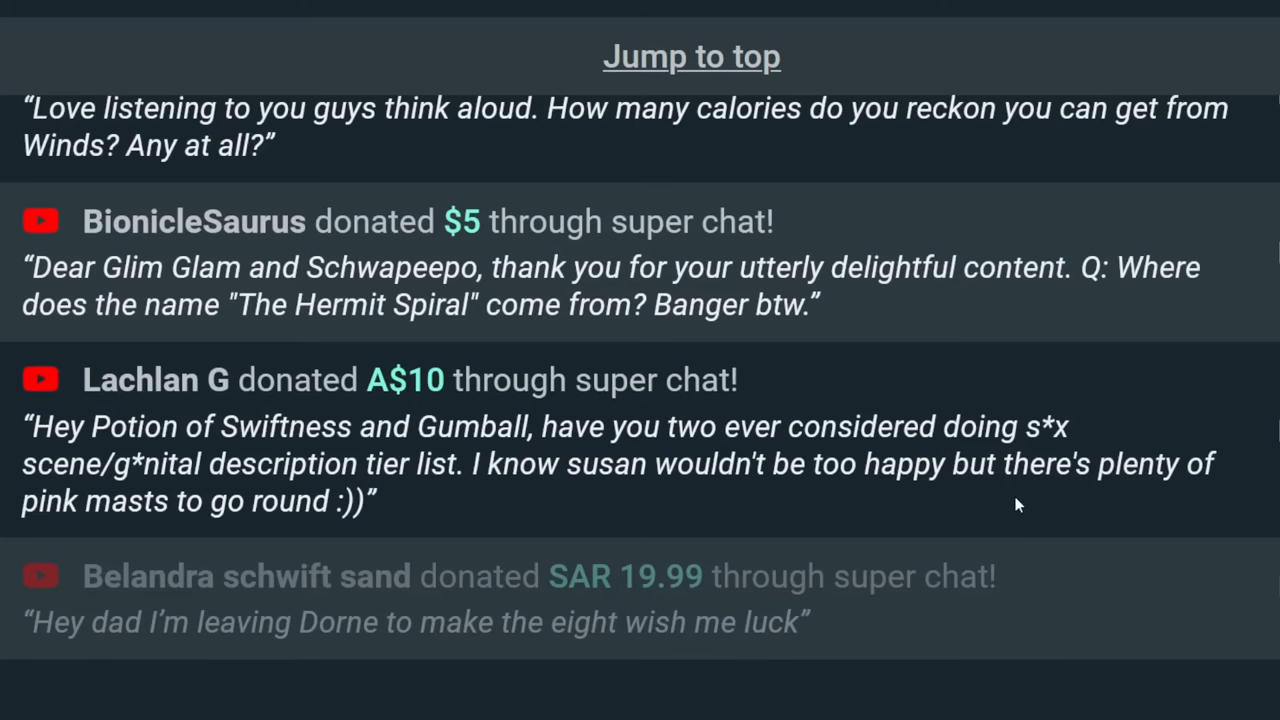 Jump to top
“Love listening to you guys think aloud. How many calories do you reckon you can get from
Winds? Any at all?”
BionicleSaurus donated $5 through super chat!
“Dear Glim Glam and Schwapeepo, thank you for your utterly delightful content. Q: Where
does the name "The Hermit Spiral" come from? Banger btw.”
Lachlan G donated A$10 through super chat!
“Hey Potion of Swiftness and Gumball, have you two ever considered doing s*x
scene/g*nital description tier list. I know susan wouldn't be too happy but there's plenty of
pink masts to go round :))”
Belandra schwift sand donated SAR 19.99 through super chat!
“Hey dad I’m leaving Dorne to make the eight wish me luck”